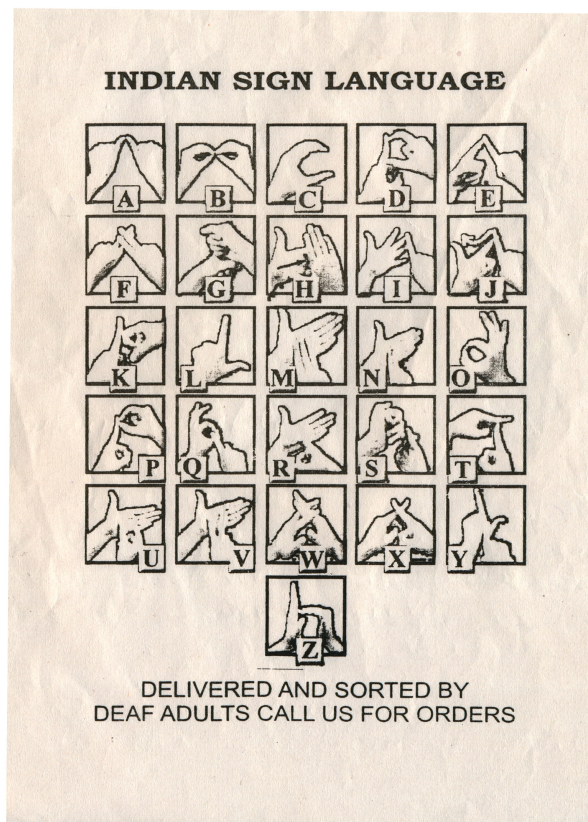 INDIAN SIGN LANGUAGE
A B C D E
F G H I J
K L M N O
P Q R S T
U V W X Y
Z
DELIVERED AND SORTED BY
DEAF ADULTS CALL US FOR ORDERS